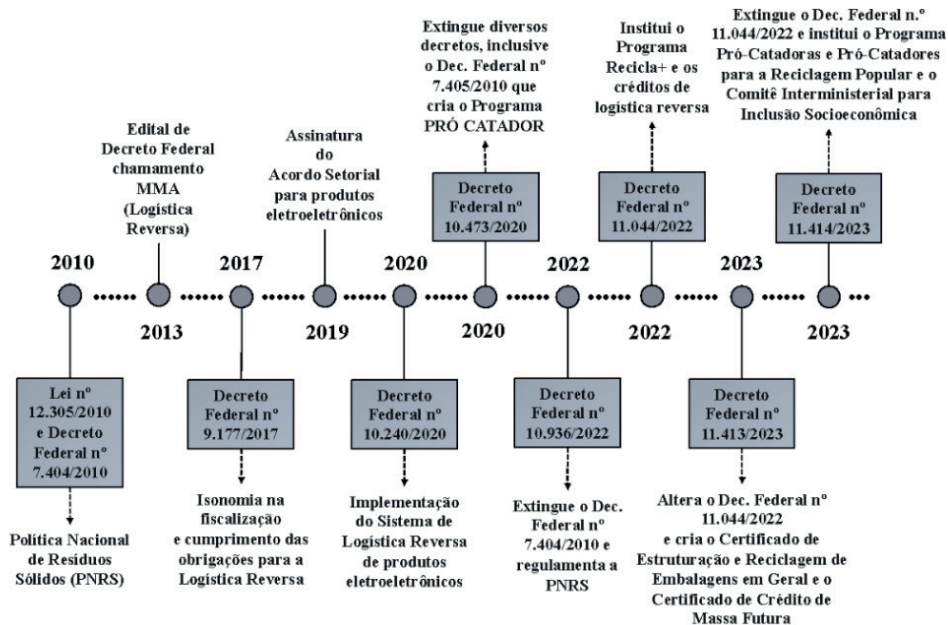 2010
Lei nº
12.305/2010
e Decreto
Federal nº
7.404/2010
Política Nacional
de Resíduos
Sólidos (PNRS)
Edital de
Decreto Federal
chamamento
MMA
(Logística
Reversa)
2013
2017
Decreto
Federal nº
9.177/2017
Isonomia na
fiscalização
e cumprimento das
obrigações para a
Logística Reversa
Assinatura
do
Acordo Setorial
para produtos
eletroeletrônicos
2019
2020
Decreto
Federal nº
10.240/2020
Implementação
do Sistema de
Logística Reversa
de produtos
eletroeletrônicos
Extingue diversos
decretos, inclusive
o Dec. Federal nº
7.405/2010 que
cria o Programa
PRÓ CATADOR
Decreto
Federal nº
10.473/2020
2020
2022
Decreto
Federal nº
10.936/2022
Extingue o Dec.
Federal nº
7.404/2010 e
regulamenta a
PNRS
Institui o
Programa
Recicla+ e os
créditos de
logística reversa
Decreto
Federal nº
11.044/2022
2022
2023
Decreto
Federal nº
11.413/2023
Altera o Dec. Federal nº
11.044/2022
e cria o Certificado de
Estruturação e Reciclagem de
Embalagens em Geral e o
Certificado de Crédito de
Massa Futura
Extingue o Dec. Federal n.º
11.044/2022 e institui o Programa
Pró-Catadoras e Pró-Catadores
para a Reciclagem Popular e o
Comitê Interministerial para
Inclusão Socioeconômica
Decreto
Federal nº
11.414/2023
2023